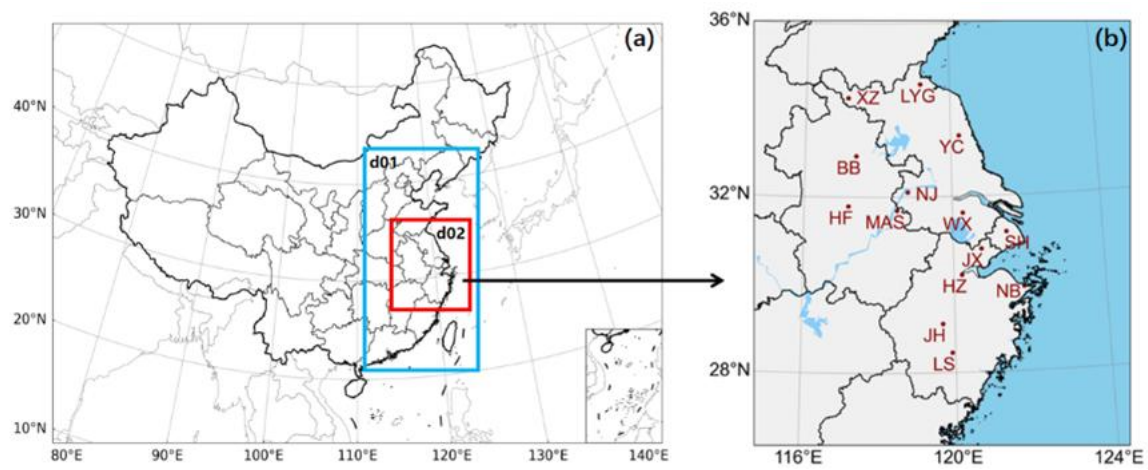 (a)
40°N
30°N
20°N
10°N
80°E
90°E
100°E
110°E
120°E
130°E
140°E
d01
d02
(b)
36°N
32°N
28°N
116°E
120°E
124°E
XZ
LYG
YC
BB
NJ
HF
MAS
WX
SH
JX
HZ
NB
JH
LS